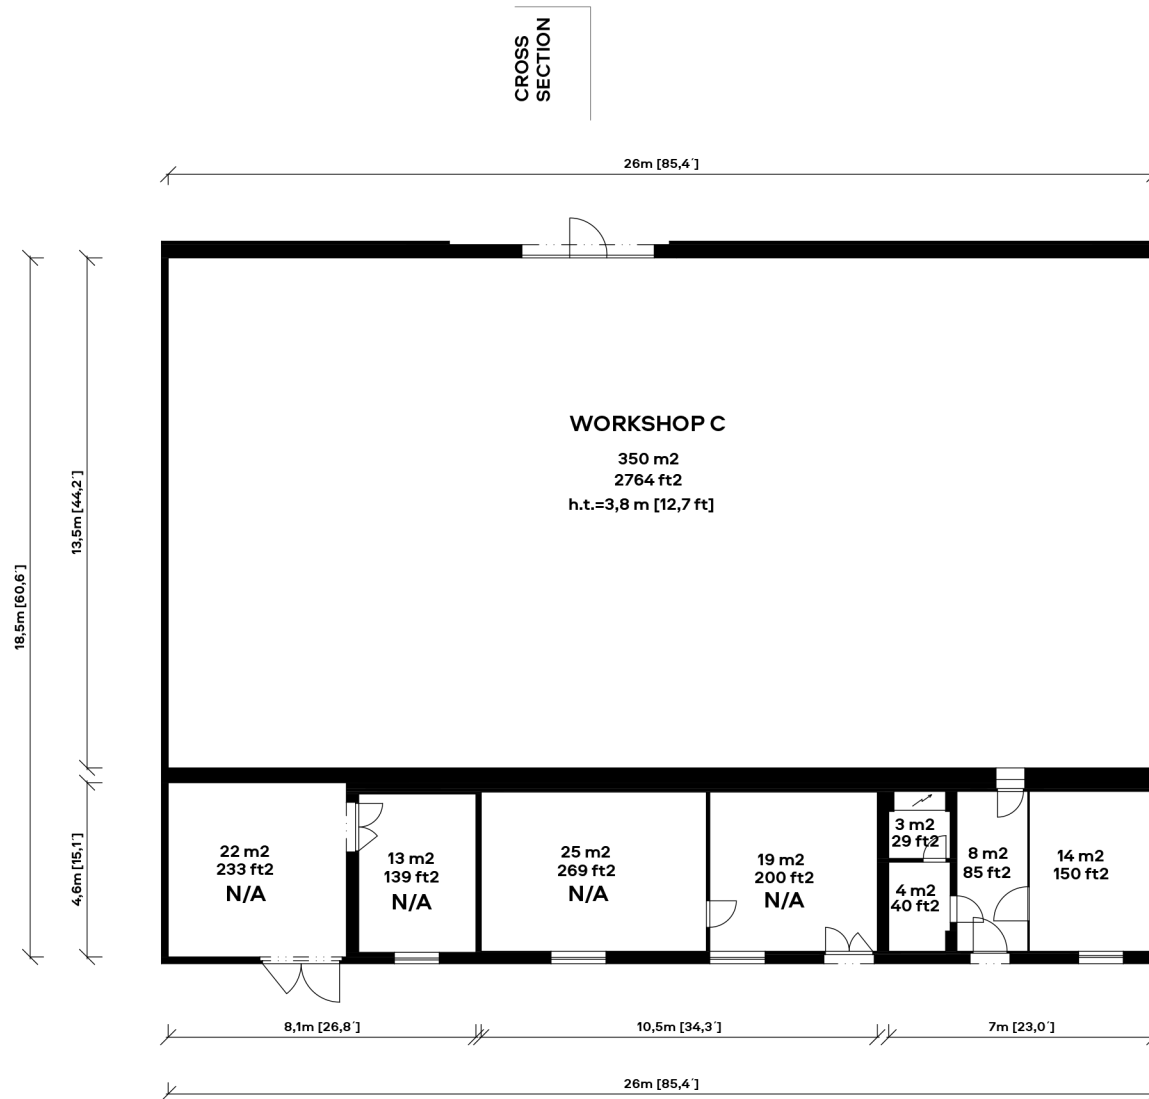 CROSS
SECTION
26m [85,4´]
WORKSHOP C
350 m2
2764 ft2
h.t.=3,8 m [12,7 ft]
13,5m [44,2´]
18,5m [60,6´]
4,6m [15,1´]
22 m2
233 ft2
N/A
13 m2
139 ft2
N/A
25 m2
269 ft2
N/A
19 m2
200 ft2
N/A
3 m2
29 ft2
4 m2
40 ft2
8 m2
85 ft2
14 m2
150 ft2
8,1m [26,8´]
10,5m [34,3´]
7m [23,0´]
26m [85,4´]